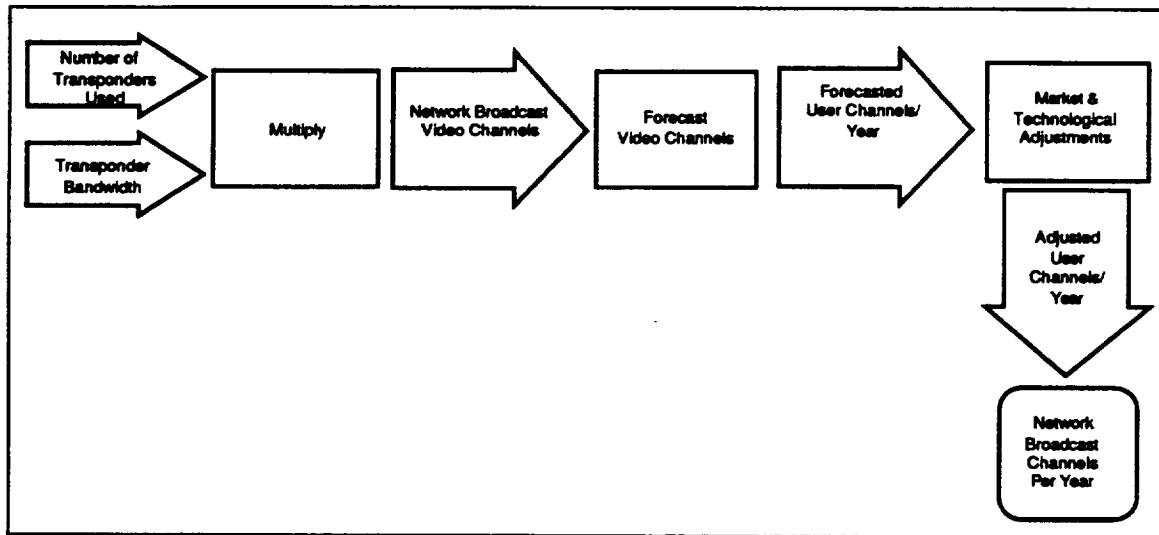 Number of
Transponders
Used
Transponder
Bandwidth
Multiply
Network Broadcast
Video Channels
Forecast
Video Channels
Forecasted
User Channels/
Year
Market &
Technological
Adjustments
Adjusted
User
Channels/
Year
Network
Broadcast
Channels
Per Year